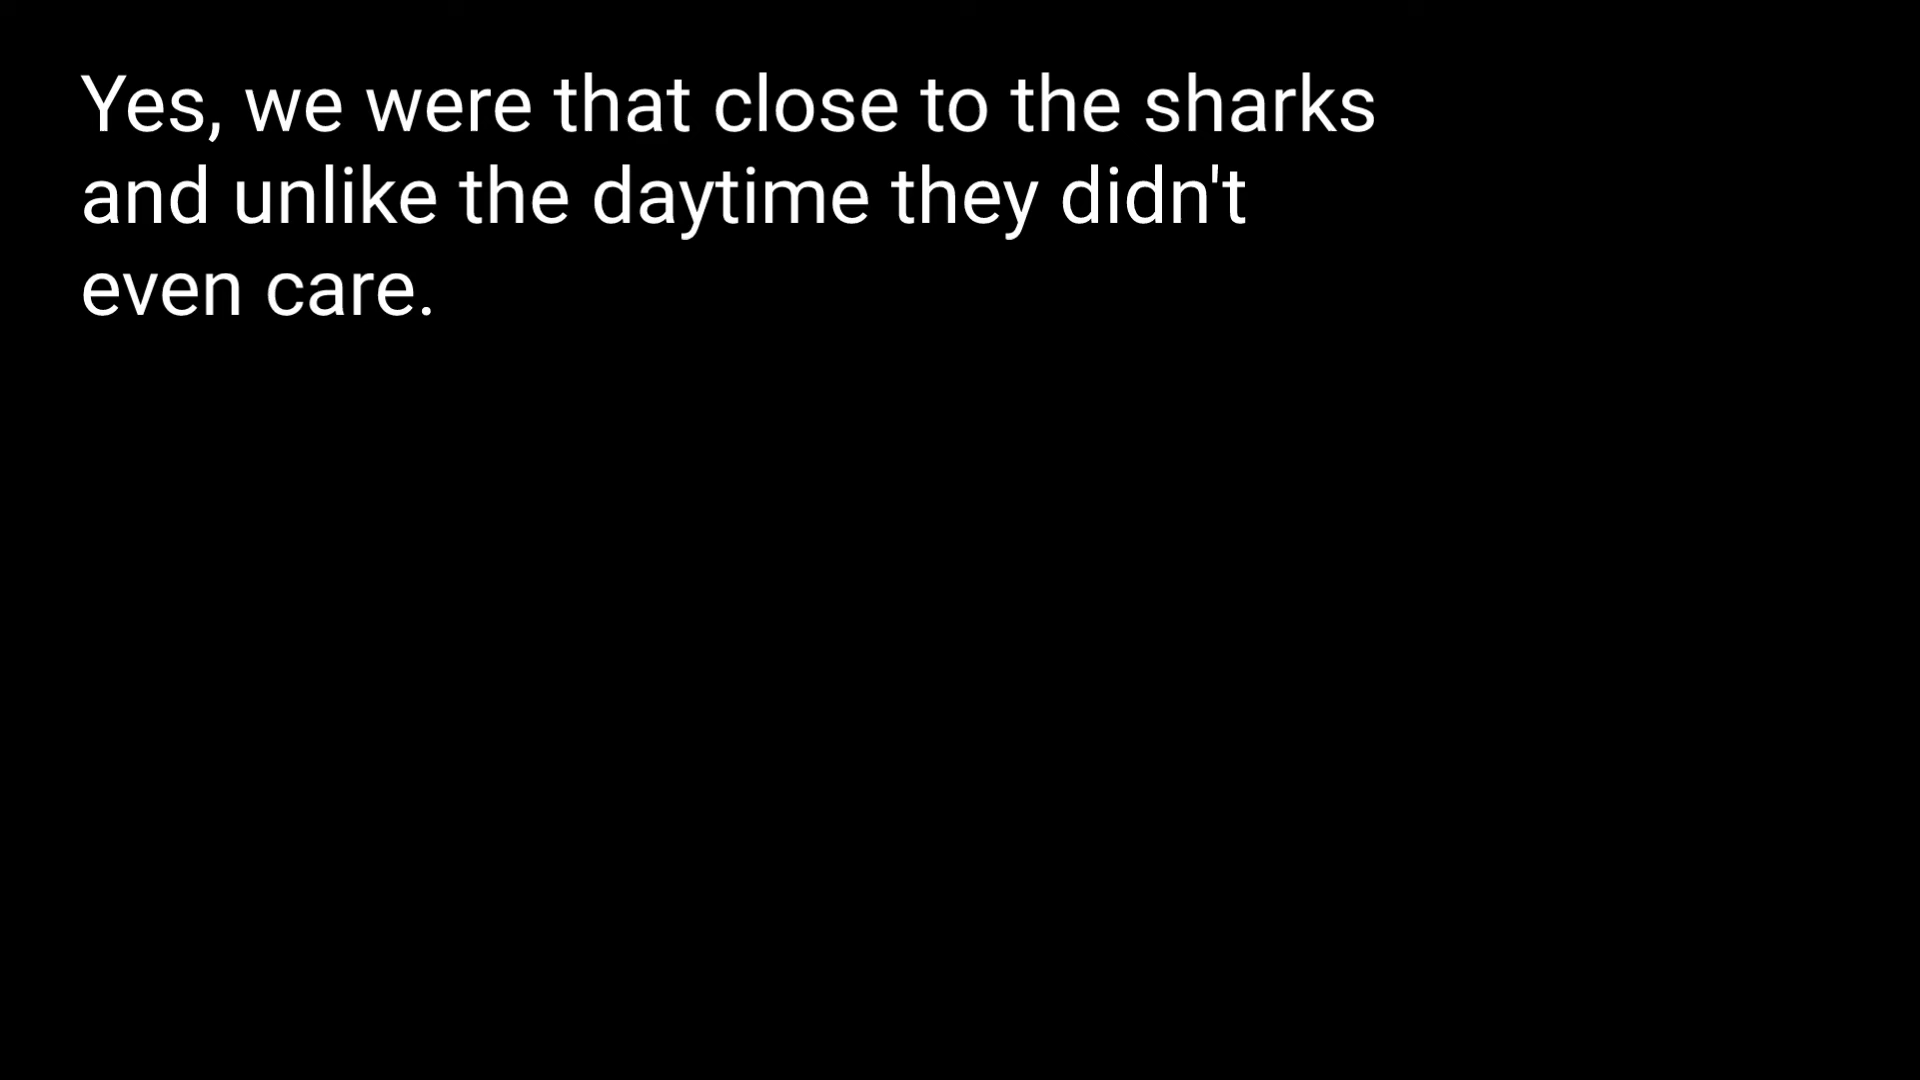 Yes, we were that close to the sharks
and unlike the daytime they didn't
even care.